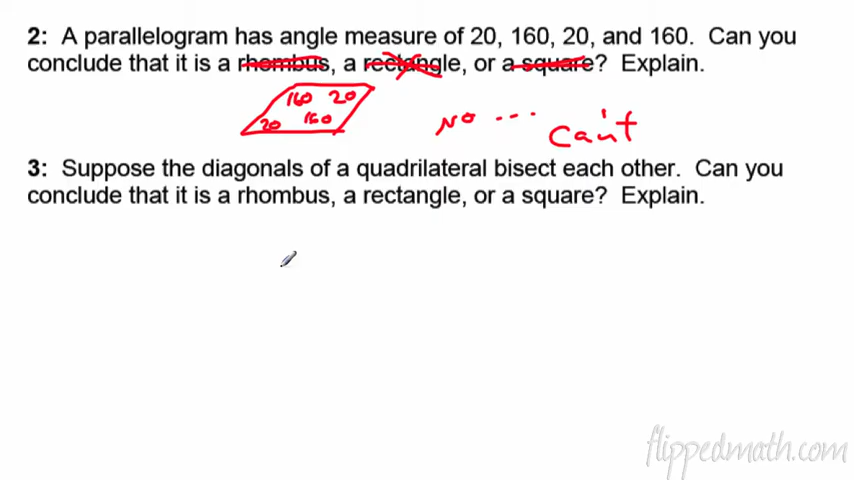 2: A parallelogram has angle measure of 20, 160, 20, and 160. Can you
conclude that it is a rhombus, a rectangle, or a square? Explain.
160 20
20 160
NO ... can't
3: Suppose the diagonals of a quadrilateral bisect each other. Can you
conclude that it is a rhombus, a rectangle, or a square? Explain.
flippedmath.com